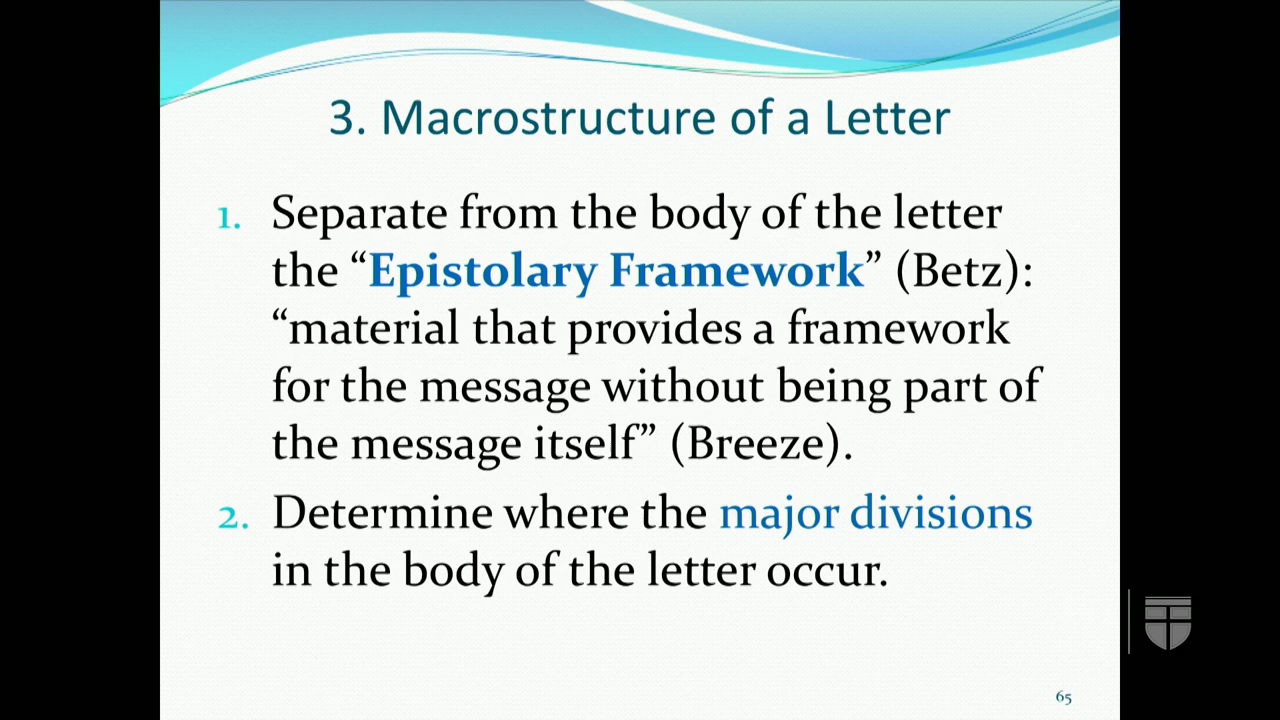 3. Macrostructure of a Letter
1. Separate from the body of the letter
the “Epistolary Framework” (Betz):
“material that provides a framework
for the message without being part of
the message itself” (Breeze).
2. Determine where the major divisions
in the body of the letter occur.
65